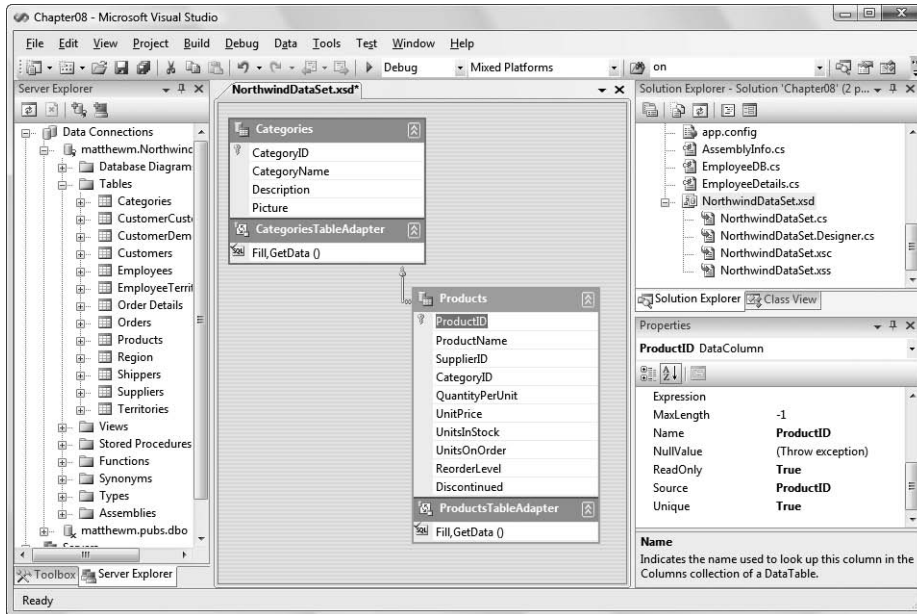 Chapter08 - Microsoft Visual Studio
File Edit View Project Build Debug Data Tools Test Window Help
Debug Mixed Platforms on
Server Explorer
Data Connections
matthewm.Northwinc
Database Diagram
Tables
Categories
CustomerCust
CustomerDem
Customers
Employees
EmployeeTerrit
Order Details
Orders
Products
Region
Shippers
Suppliers
Territories
Views
Stored Procedures
Functions
Synonyms
Types
Assemblies
matthewm.pubs.dbo
Servers
Toolbox Server Explorer
NorthwindDataSet.xsd*
Categories
CategoryID
CategoryName
Description
Picture
CategoriesTableAdapter
SQL Fill,GetData ()
Products
ProductID
ProductName
SupplierID
CategoryID
QuantityPerUnit
UnitPrice
UnitsInStock
UnitsOnOrder
ReorderLevel
Discontinued
ProductsTableAdapter
SQL Fill,GetData ()
Solution Explorer - Solution 'Chapter08' (2 p...
app.config
AssemblyInfo.cs
EmployeeDB.cs
EmployeeDetails.cs
NorthwindDataSet.xsd
NorthwindDataSet.cs
NorthwindDataSet.Designer.cs
NorthwindDataSet.xsc
NorthwindDataSet.xss
Solution Explorer Class View
Properties
ProductID DataColumn
Expression
MaxLength -1
Name ProductID
NullValue (Throw exception)
ReadOnly True
Source ProductID
Unique True
Name
Indicates the name used to look up this column in the
Columns collection of a DataTable.
Ready